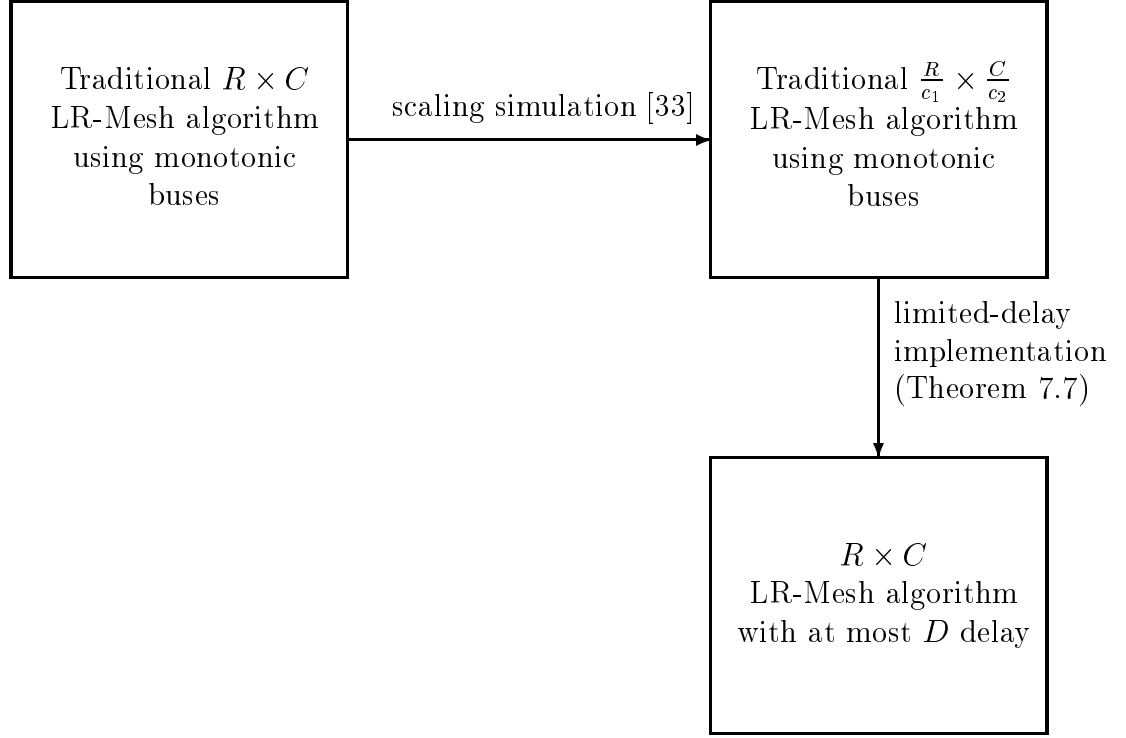 Traditional R × C
LR-Mesh algorithm
using monotonic
buses
scaling simulation [33]
Traditional R/c₁ × C/c₂
LR-Mesh algorithm
using monotonic
buses
limited-delay
implementation
(Theorem 7.7)
R × C
LR-Mesh algorithm
with at most D delay